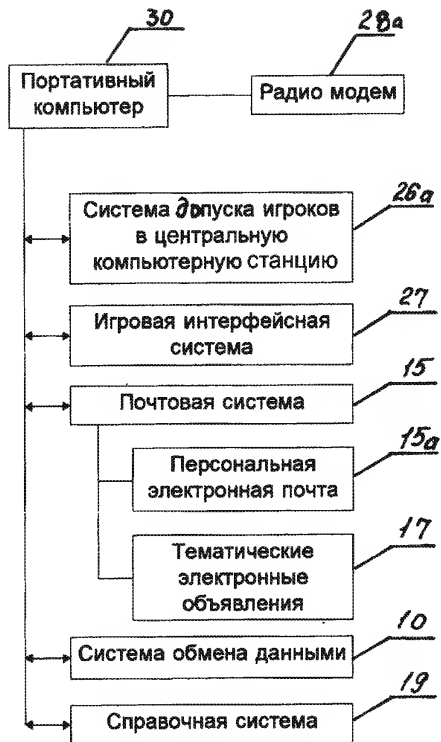 30
28a
Портативный
компьютер
Радио модем
26a
Система допуска игроков
в центральную
компьютерную станцию
27
Игровая интерфейсная
система
15
Почтовая система
15a
Персональная
электронная почта
17
Тематические
электронные
объявления
10
Система обмена данными
19
Справочная система